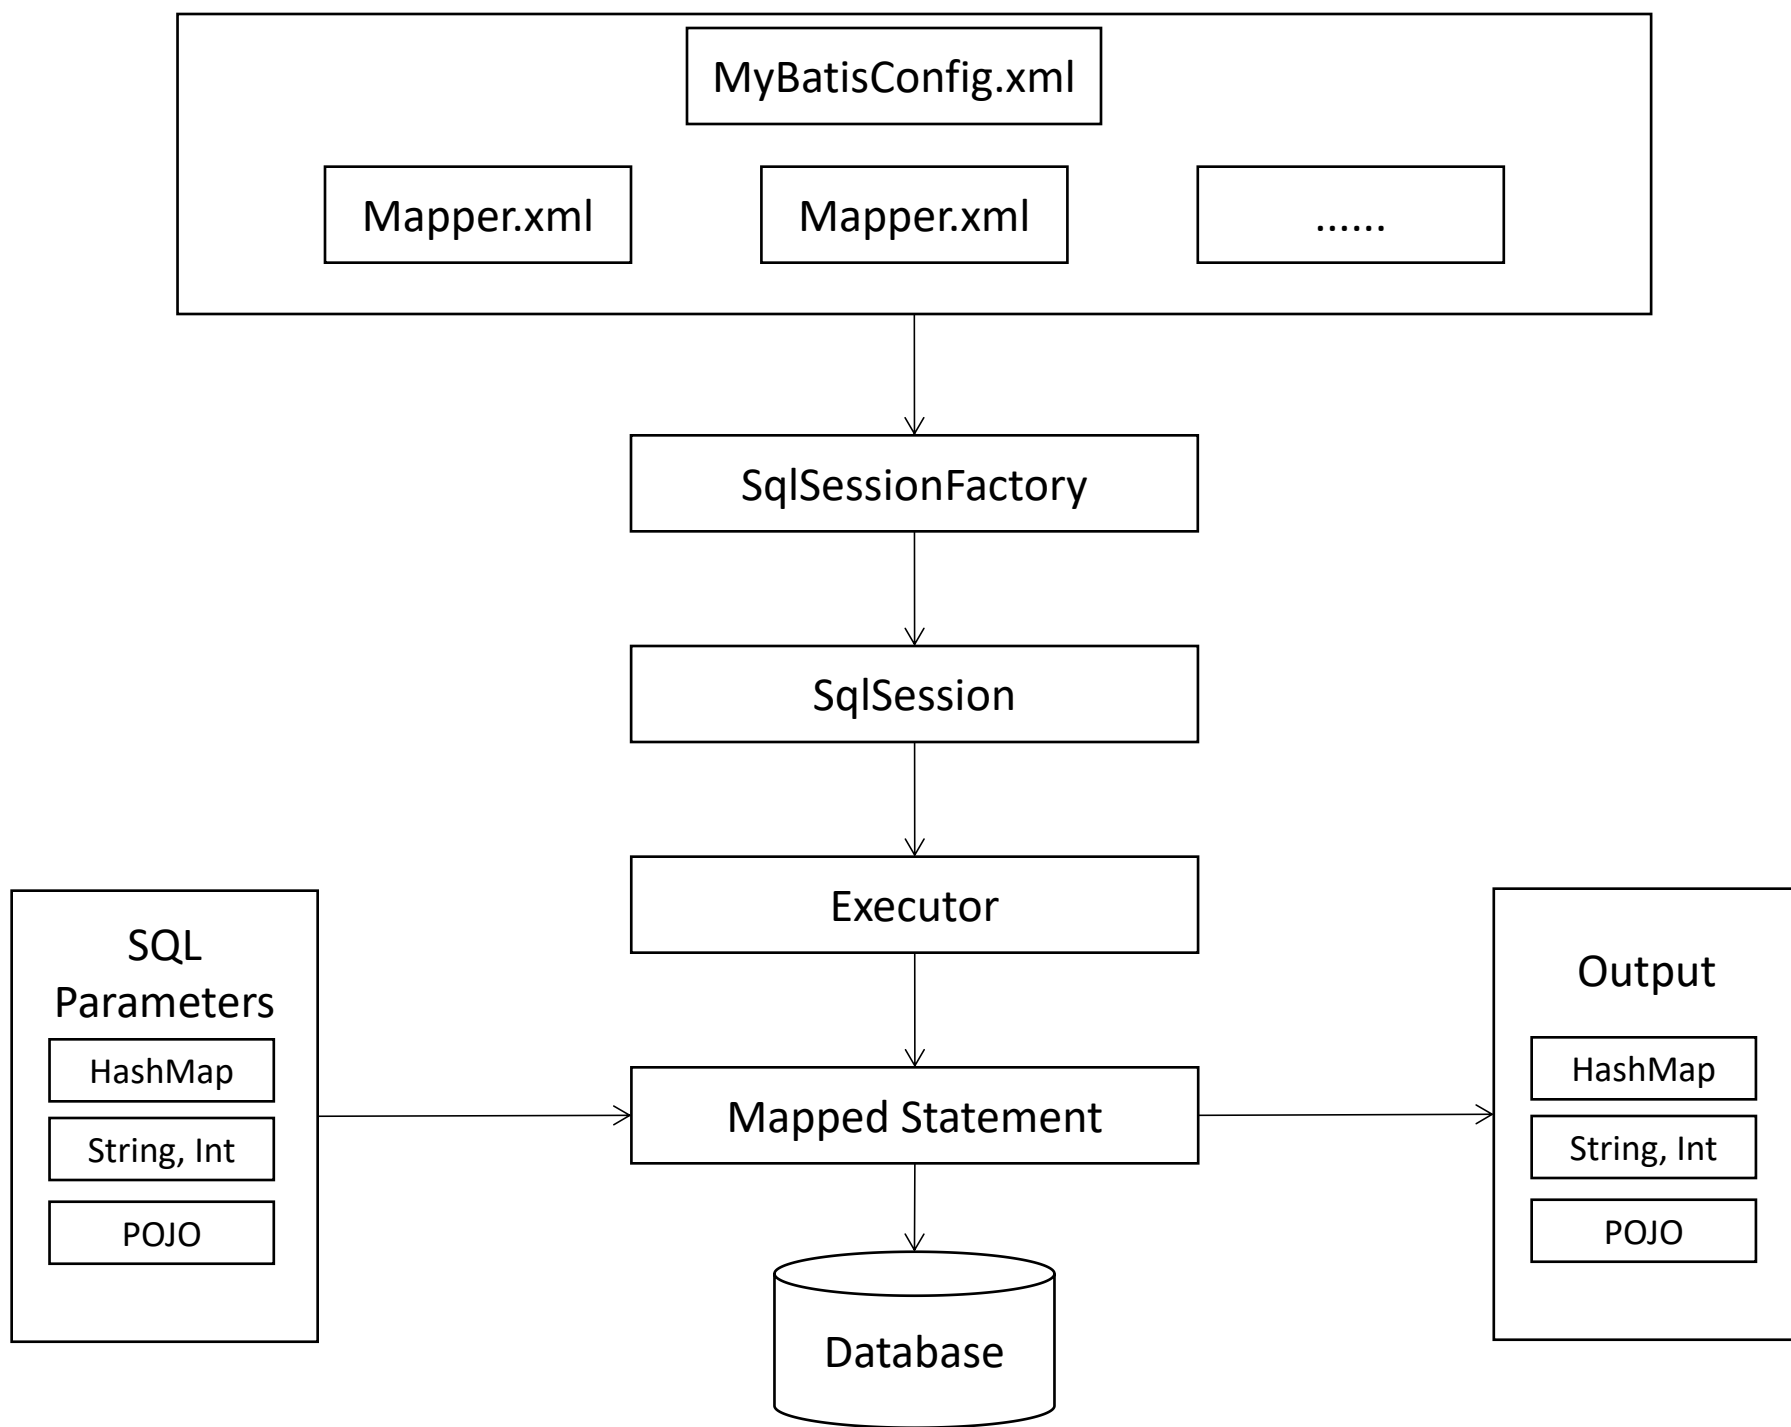 MyBatisConfig.xml
Mapper.xml
Mapper.xml
......
SqlSessionFactory
SqlSession
Executor
SQL
Parameters
HashMap
String, Int
POJO
Mapped Statement
Output
HashMap
String, Int
POJO
Database